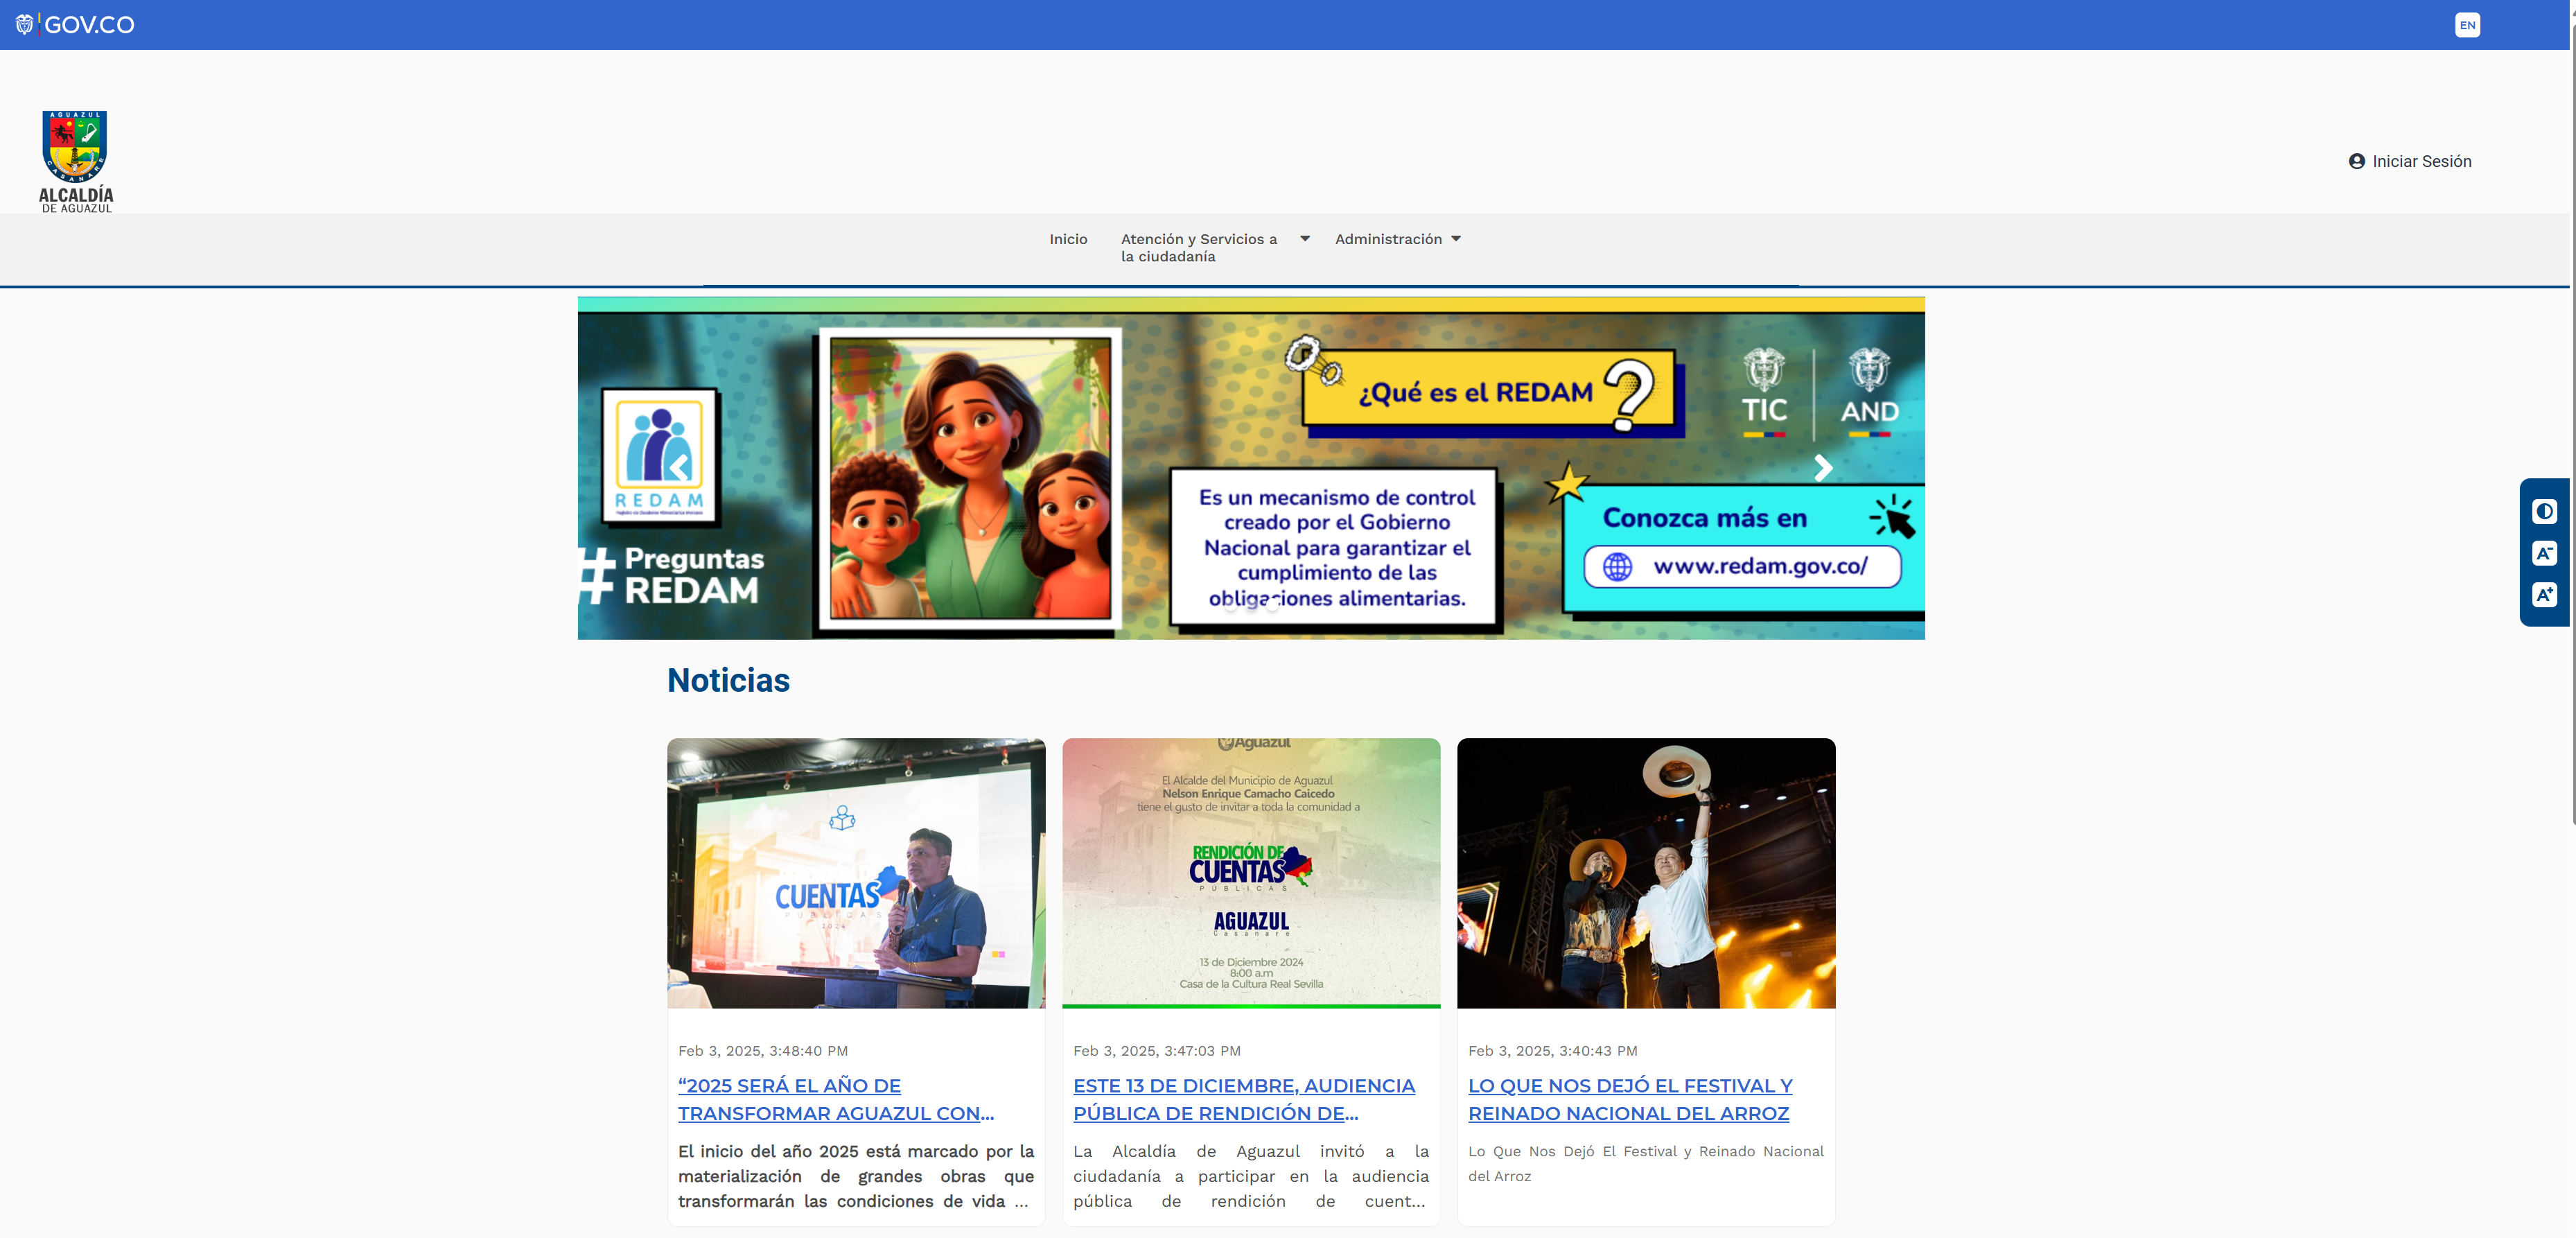 GOV.CO
EN
AGUAZUL
CASANARE
ALCALDÍA
DE AGUAZUL
Iniciar Sesión
Inicio
Atención y Servicios a
la ciudadanía
Administración
REDAM
# Preguntas
REDAM
¿Qué es el REDAM ?
Es un mecanismo de control
creado por el Gobierno
Nacional para garantizar el
cumplimiento de las
obligaciones alimentarias.
TIC
AND
Conozca más en
www.redam.gov.co/
A-
A+
Noticias
CUENTAS
PÚBLICAS
2024
Feb 3, 2025, 3:48:40 PM
“2025 SERÁ EL AÑO DE
TRANSFORMAR AGUAZUL CON...
El inicio del año 2025 está marcado por la
materialización de grandes obras que
transformarán las condiciones de vida ...
Aguazul
El Alcalde del Municipio de Aguazul
Nelson Enrique Camacho Caicedo
tiene el gusto de invitar a toda la comunidad a
RENDICIÓN DE
CUENTAS
PUBLICAS
AGUAZUL
Casanare
13 de Diciembre 2024
8:00 a.m
Casa de la Cultura Real Sevilla
Feb 3, 2025, 3:47:03 PM
ESTE 13 DE DICIEMBRE, AUDIENCIA
PÚBLICA DE RENDICIÓN DE...
La Alcaldía de Aguazul invitó a la
ciudadanía a participar en la audiencia
pública de rendición de cuent...
Feb 3, 2025, 3:40:43 PM
LO QUE NOS DEJÓ EL FESTIVAL Y
REINADO NACIONAL DEL ARROZ
Lo Que Nos Dejó El Festival y Reinado Nacional
del Arroz